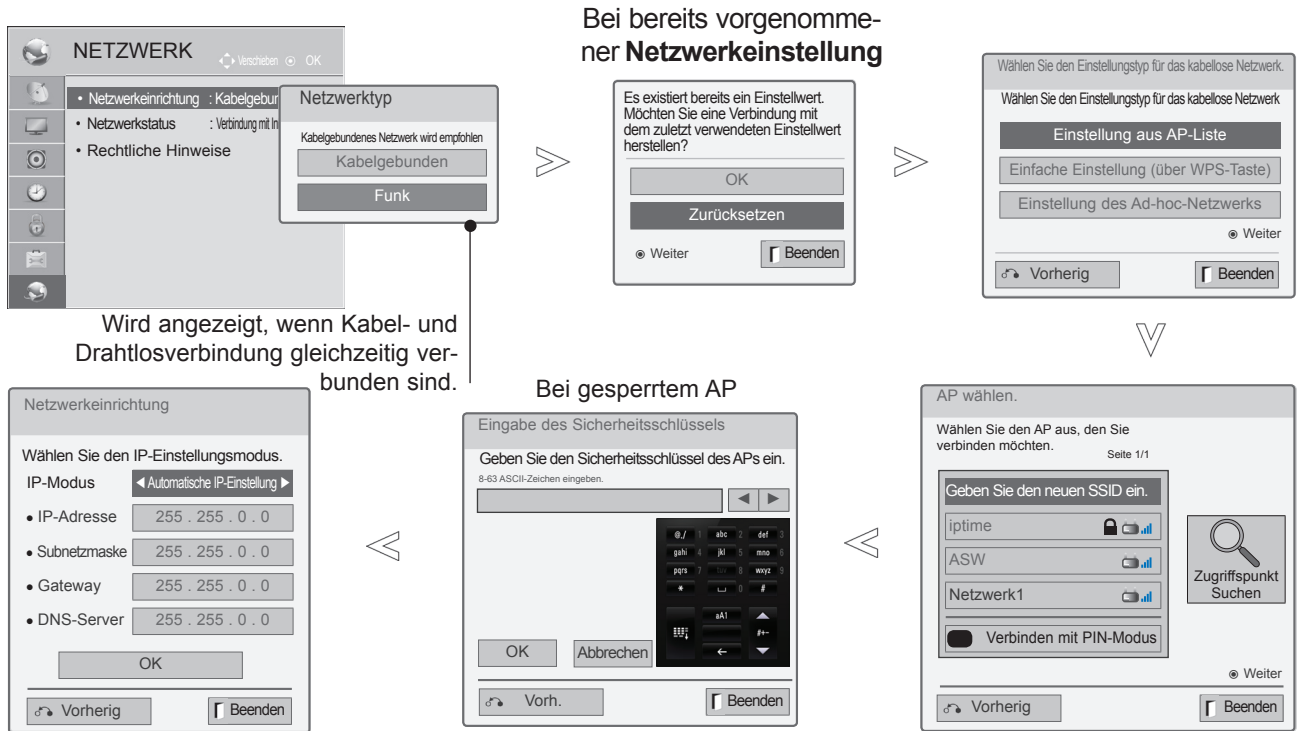 NETZWERK
Verschieben
OK
• Netzwerkeinrichtung : Kabelgebun
• Netzwerkstatus : Verbindung mit In
• Rechtliche Hinweise
Netzwerktyp
Kabelgebundenes Netzwerk wird empföhlen
Kabelgebunden
Funk
Wird angezeigt, wenn Kabel- und
Drahtlosverbindung gleichzeitig ver-
bunden sind.
Bei bereits vorgenomme-
ner Netzwerkeinstellung
Es existiert bereits ein Einstellwert.
Möchten Sie eine Verbindung mit
dem zuletzt verwendeten Einstellwert
herstellen?
OK
Zurücksetzen
Weiter
Beenden
Wählen Sie den Einstellungstyp für das kabellose Netzwerk.
Wählen Sie den Einstellungstyp für das kabellose Netzwerk
Einstellung aus AP-Liste
Einfache Einstellung (über WPS-Taste)
Einstellung des Ad-hoc-Netzwerks
Weiter
Vorherig
Beenden
AP wählen.
Wählen Sie den AP aus, den Sie
verbinden möchten.
Seite 1/1
Geben Sie den neuen SSID ein.
iptime
ASW
Netzwerk1
Verbinden mit PIN-Modus
Zugriffspunkt
Suchen
Weiter
Vorherig
Beenden
Bei gesperrtem AP
Eingabe des Sicherheitsschlüssels
Geben Sie den Sicherheitsschlüssel des APs ein.
8-63 ASCII-Zeichen eingeben.
@./ 1 abc 2 def 3
gahi 4 jkl 5 mno 6
pqrs 7 tuv 8 wxyz 9
* 0 #
aA1
#+-
OK
Abbrechen
Vorh.
Beenden
Netzwerkeinrichtung
Wählen Sie den IP-Einstellungsmodus.
IP-Modus ◀ Automatische IP-Einstellung ▶
• IP-Adresse 255 . 255 . 0 . 0
• Subnetzmaske 255 . 255 . 0 . 0
• Gateway 255 . 255 . 0 . 0
• DNS-Server 255 . 255 . 0 . 0
OK
Vorherig
Beenden